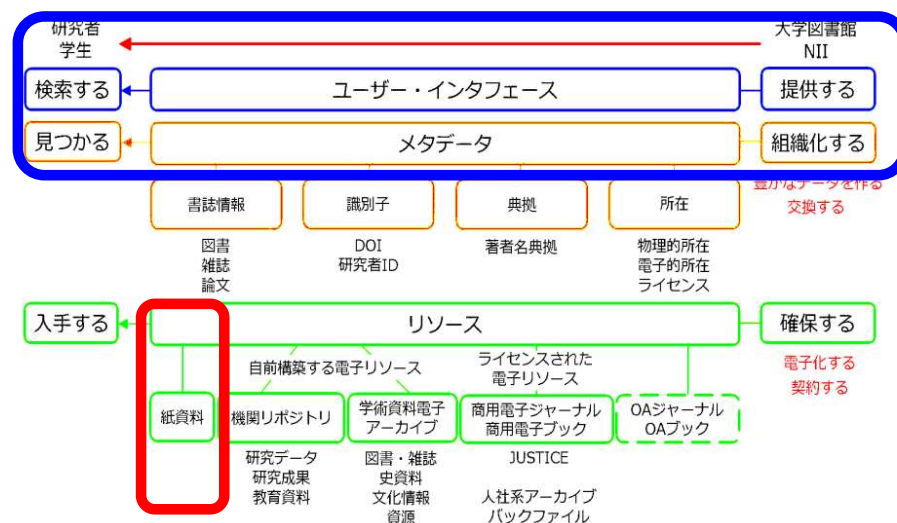 研究者
学生
大学図書館
NII
検索する
ユーザー・インタフェース
提供する
見つかる
メタデータ
組織化する
豊かなデータを作る
交換する
書誌情報
識別子
典拠
所在
図書
雑誌
論文
DOI
研究者ID
著者名典拠
物理的所在
電子的所在
ライセンス
入手する
リソース
確保する
自前構築する電子リソース
ライセンスされた
電子リソース
電子化する
契約する
紙資料
機関リポジトリ
学術資料電子
アーカイブ
商用電子ジャーナル
商用電子ブック
OAジャーナル
OAブック
研究データ
研究成果
教育資料
図書・雑誌
史資料
文化情報
資源
JUSTICE
人社系アーカイブ
バックファイル